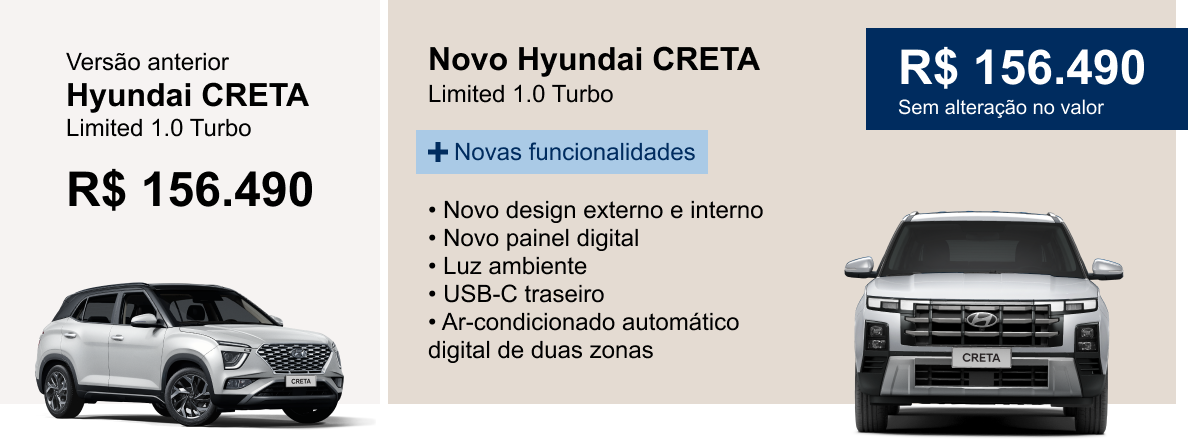 Versão anterior
Hyundai CRETA
Limited 1.0 Turbo
R$ 156.490
CRETA
Novo Hyundai CRETA
Limited 1.0 Turbo
+ Novas funcionalidades
• Novo design externo e interno
• Novo painel digital
• Luz ambiente
• USB-C traseiro
• Ar-condicionado automático
digital de duas zonas
R$ 156.490
Sem alteração no valor
CRETA